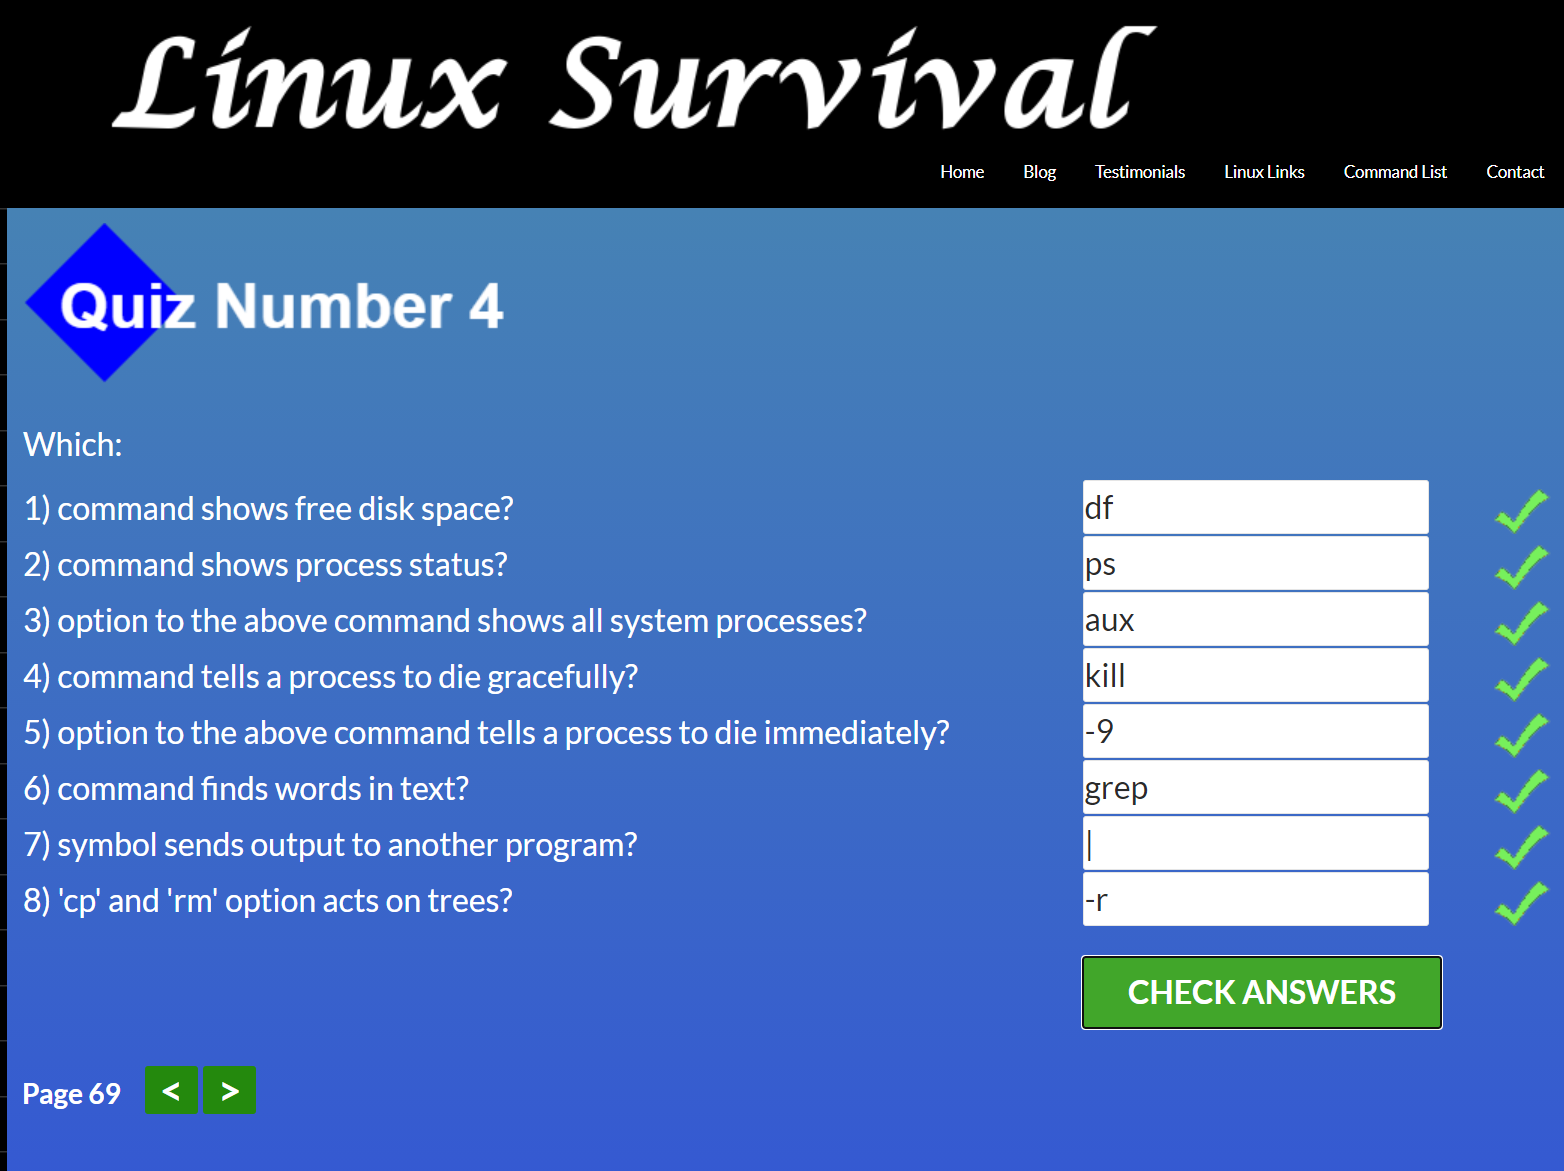 Linux Survival
Home Blog Testimonials Linux Links Command List Contact
Quiz Number 4
Which:
1) command shows free disk space? df
2) command shows process status? ps
3) option to the above command shows all system processes? aux
4) command tells a process to die gracefully? kill
5) option to the above command tells a process to die immediately? -9
6) command finds words in text? grep
7) symbol sends output to another program? |
8) 'cp' and 'rm' option acts on trees? -r
CHECK ANSWERS
Page 69 < >